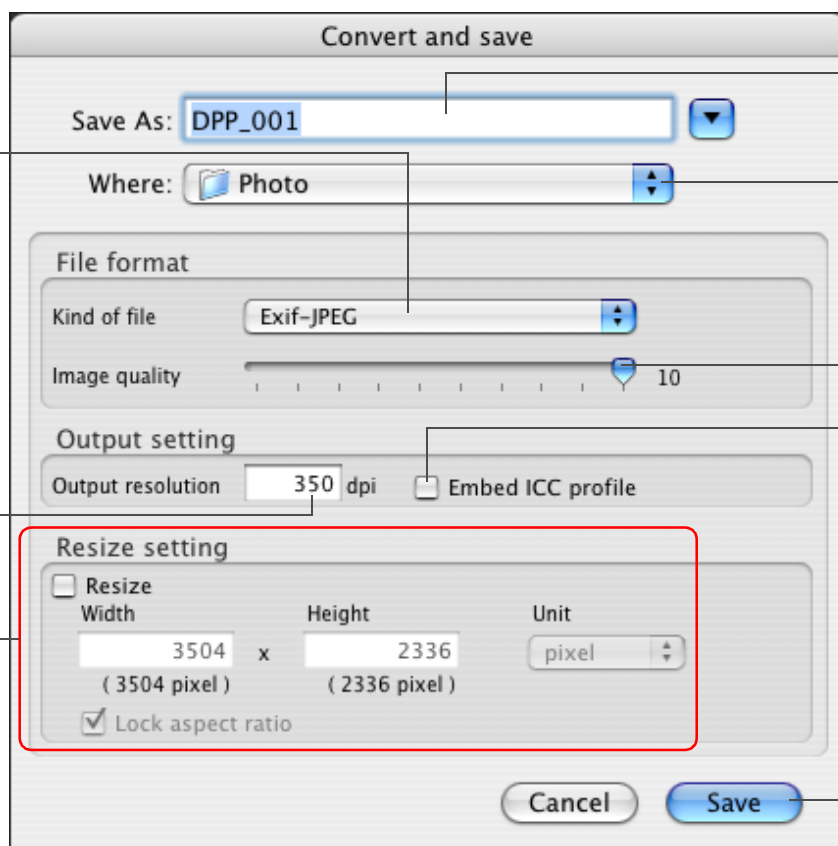 Convert and save
Save As: DPP_001
Where: Photo
File format
Kind of file Exif-JPEG
Image quality 10
Output setting
Output resolution 350 dpi Embed ICC profile
Resize setting
Resize
Width Height Unit
3504 x 2336 pixel
( 3504 pixel ) ( 2336 pixel )
Lock aspect ratio
Cancel Save